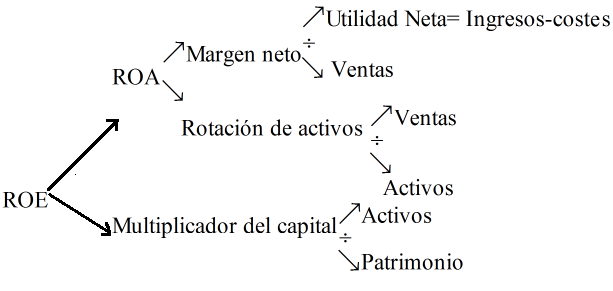 Utilidad Neta= Ingresos-costes
÷
Margen neto
Ventas
ROA
Rotación de activos
Ventas
÷
Activos
ROE
Multiplicador del capital
Activos
÷
Patrimonio